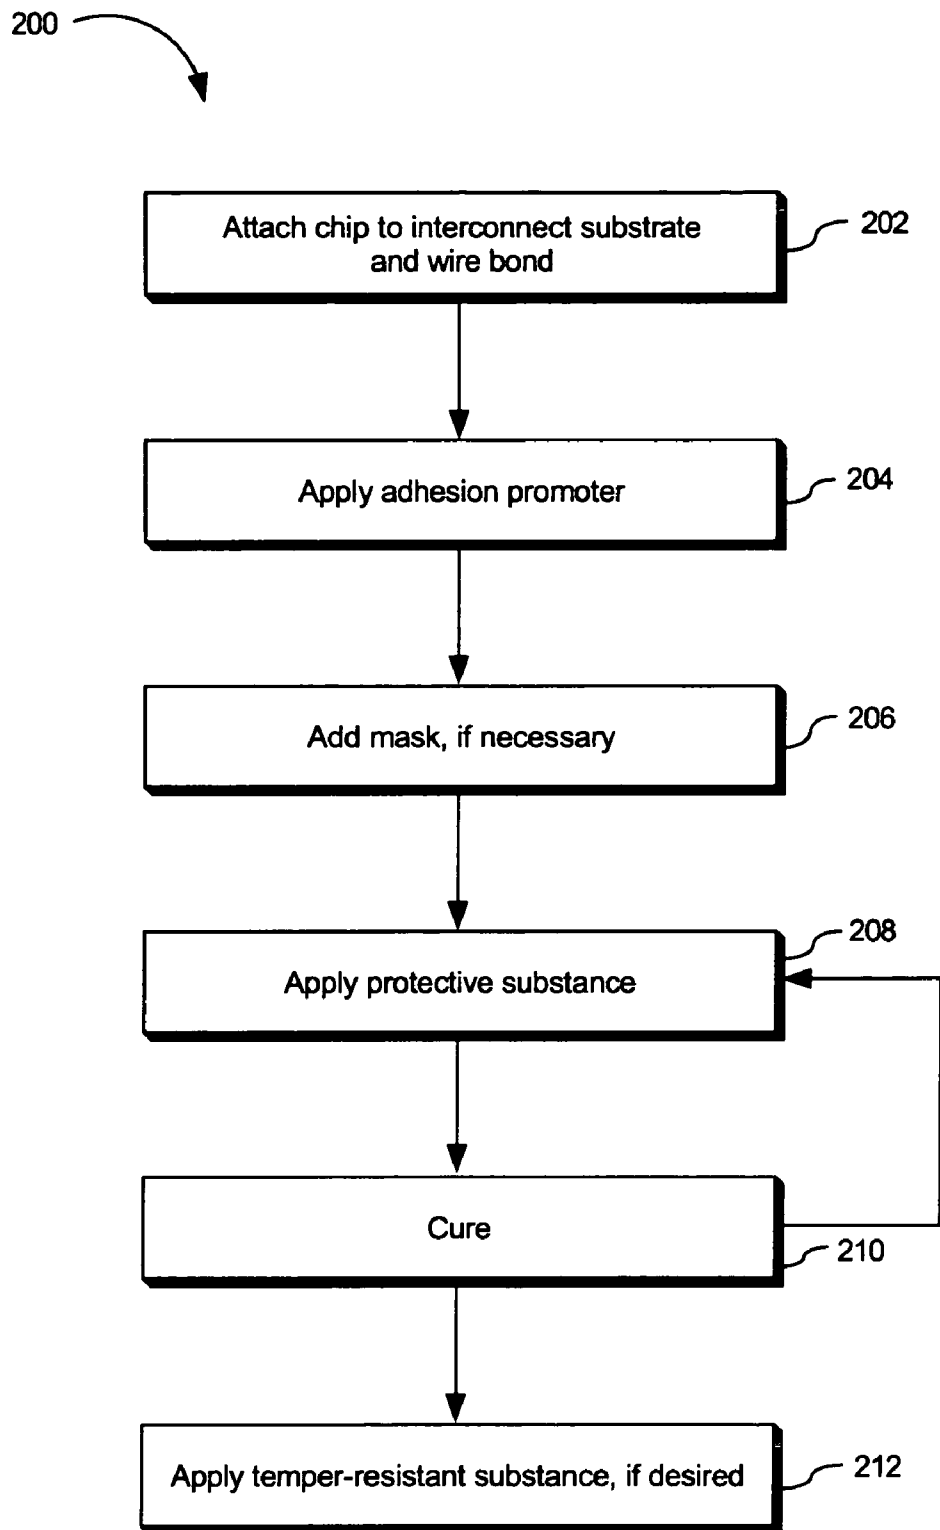 200
Attach chip to interconnect substrate
and wire bond
202
Apply adhesion promoter
204
Add mask, if necessary
206
Apply protective substance
208
Cure
210
Apply temper-resistant substance, if desired
212